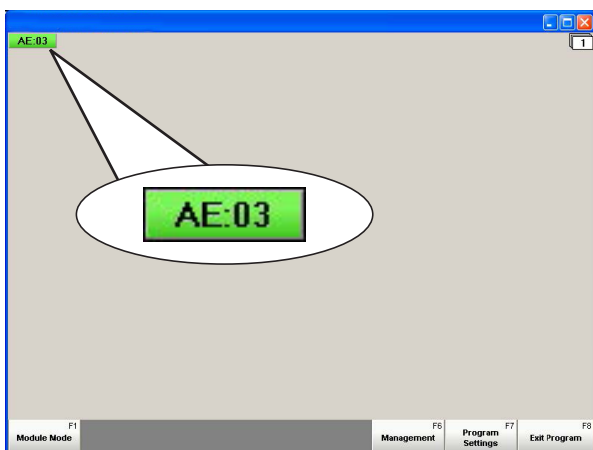 AE:03
1
AE:03
F1
Module Node
F6
Management
F7
Program
Settings
F8
Exit Program